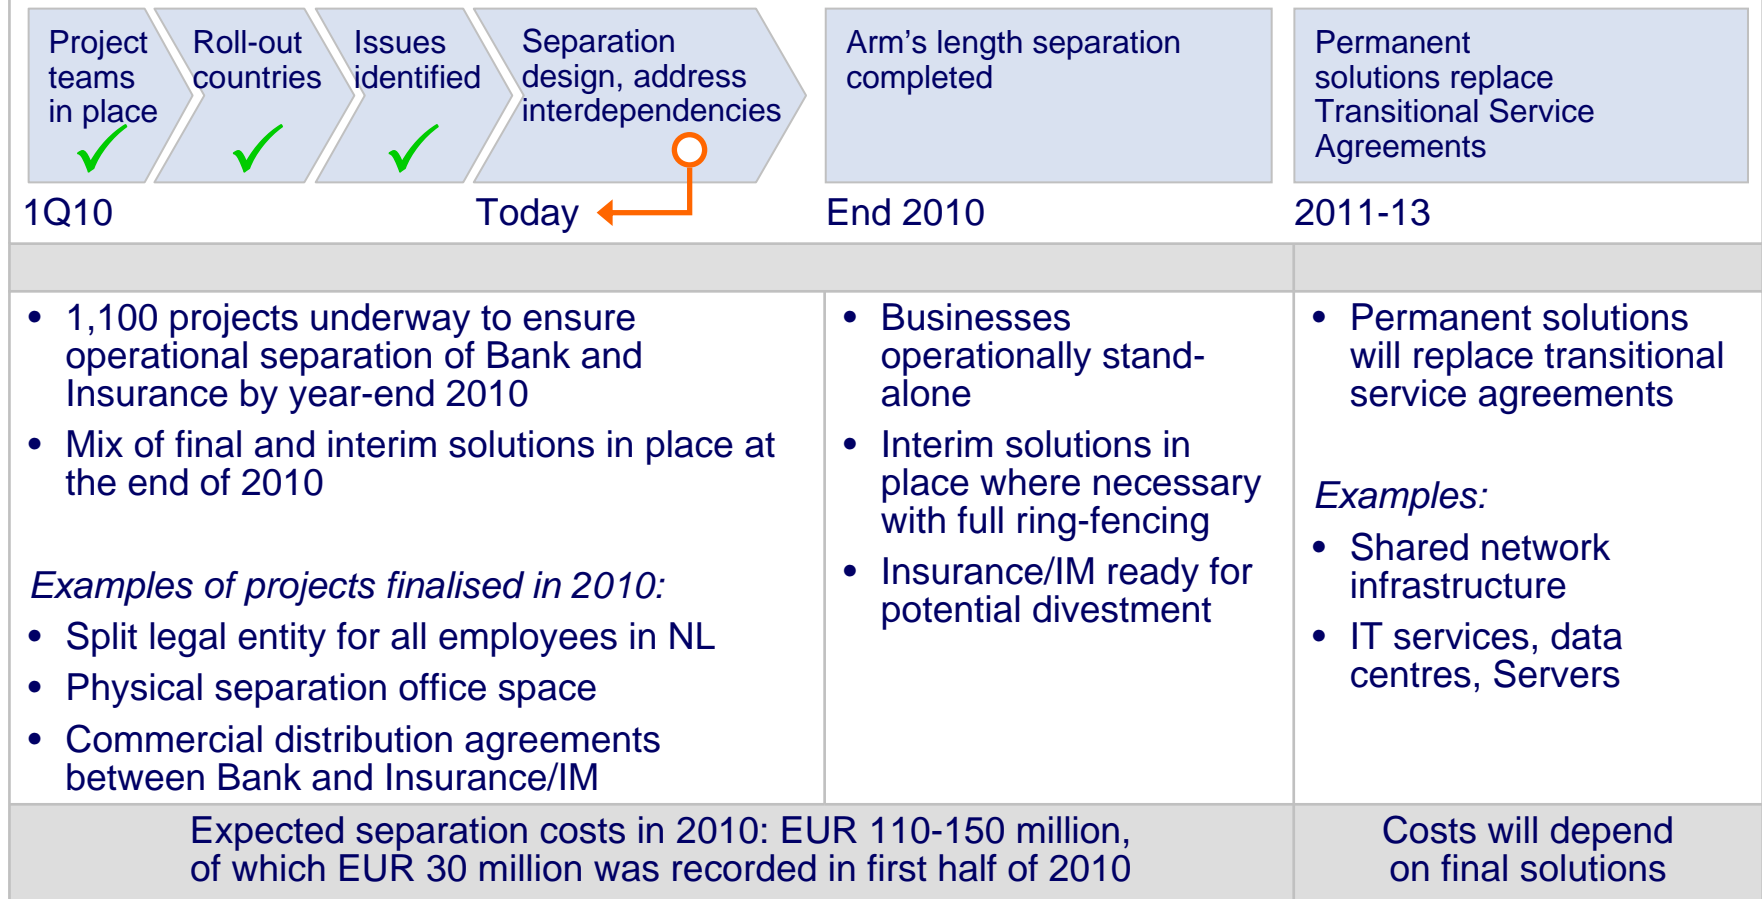 Project
teams
in place
Roll-out
countries
Issues
identified
Separation
design, address
interdependencies
Arm's length separation
completed
Permanent
solutions replace
Transitional Service
Agreements
1Q10
Today
End 2010
2011-13
• 1,100 projects underway to ensure
operational separation of Bank and
Insurance by year-end 2010
• Mix of final and interim solutions in place at
the end of 2010
Examples of projects finalised in 2010:
• Split legal entity for all employees in NL
• Physical separation office space
• Commercial distribution agreements
between Bank and Insurance/IM
• Businesses
operationally stand-
alone
• Interim solutions in
place where necessary
with full ring-fencing
• Insurance/IM ready for
potential divestment
• Permanent solutions
will replace transitional
service agreements
Examples:
• Shared network
infrastructure
• IT services, data
centres, Servers
Expected separation costs in 2010: EUR 110-150 million,
of which EUR 30 million was recorded in first half of 2010
Costs will depend
on final solutions